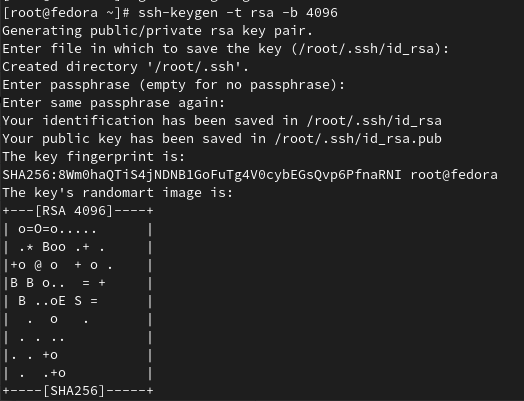 [root@fedora ~]# ssh-keygen -t rsa -b 4096
Generating public/private rsa key pair.
Enter file in which to save the key (/root/.ssh/id_rsa):
Created directory '/root/.ssh'.
Enter passphrase (empty for no passphrase):
Enter same passphrase again:
Your identification has been saved in /root/.ssh/id_rsa
Your public key has been saved in /root/.ssh/id_rsa.pub
The key fingerprint is:
SHA256:8Wm0haQTiS4jNDNB1GoFuTg4V0cybEGsQvp6PfnaRNI root@fedora
The key's randomart image is:
+---[RSA 4096]----+
| o=O=o.....      |
| .* Boo .+ .     |
|+o @ o  + o .    |
|B B o..  = +     |
| B ..oE S =      |
|  .  o   .       |
| . . ..          |
|. . +o           |
| .  .+o          |
+----[SHA256]-----+